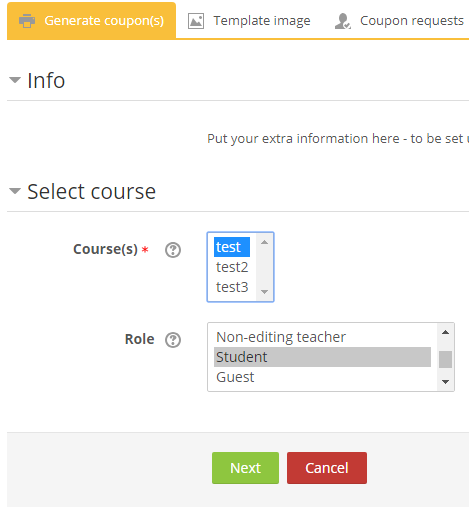 Generate coupon(s) Template image Coupon requests
Info
Put your extra information here - to be set
Select course
Course(s) *
test
test2
test3
Role
Non-editing teacher
Student
Guest
Next Cancel